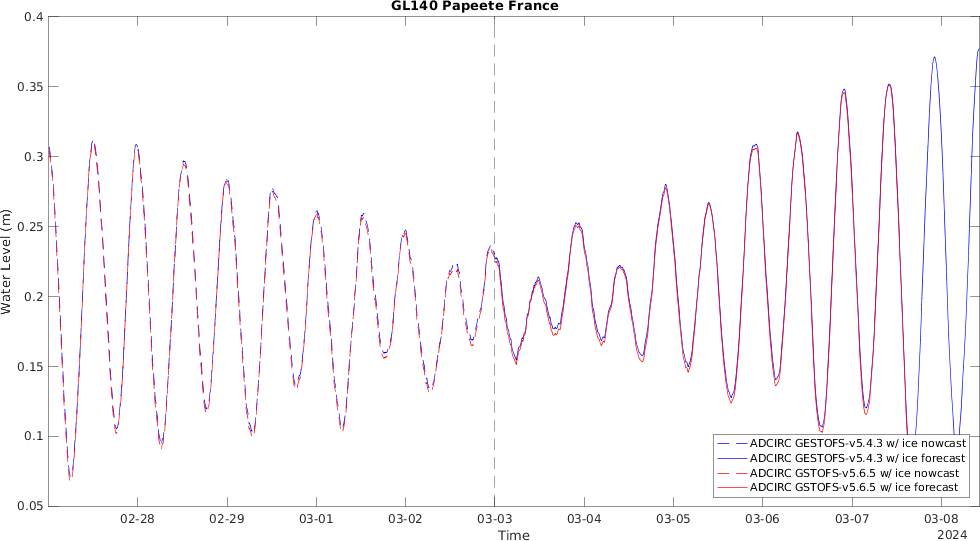 GL140 Papeete France
0.4
0.35
0.3
0.25
0.2
0.15
0.1
0.05
Water Level (m)
ADCIRC GESTOFS-v5.4.3 w/ ice nowcast
ADCIRC GESTOFS-v5.4.3 w/ ice forecast
ADCIRC GSTOFS-v5.6.5 w/ ice nowcast
ADCIRC GSTOFS-v5.6.5 w/ ice forecast
02-28 02-29 03-01 03-02 03-03 03-04 03-05 03-06 03-07 03-08
Time
2024